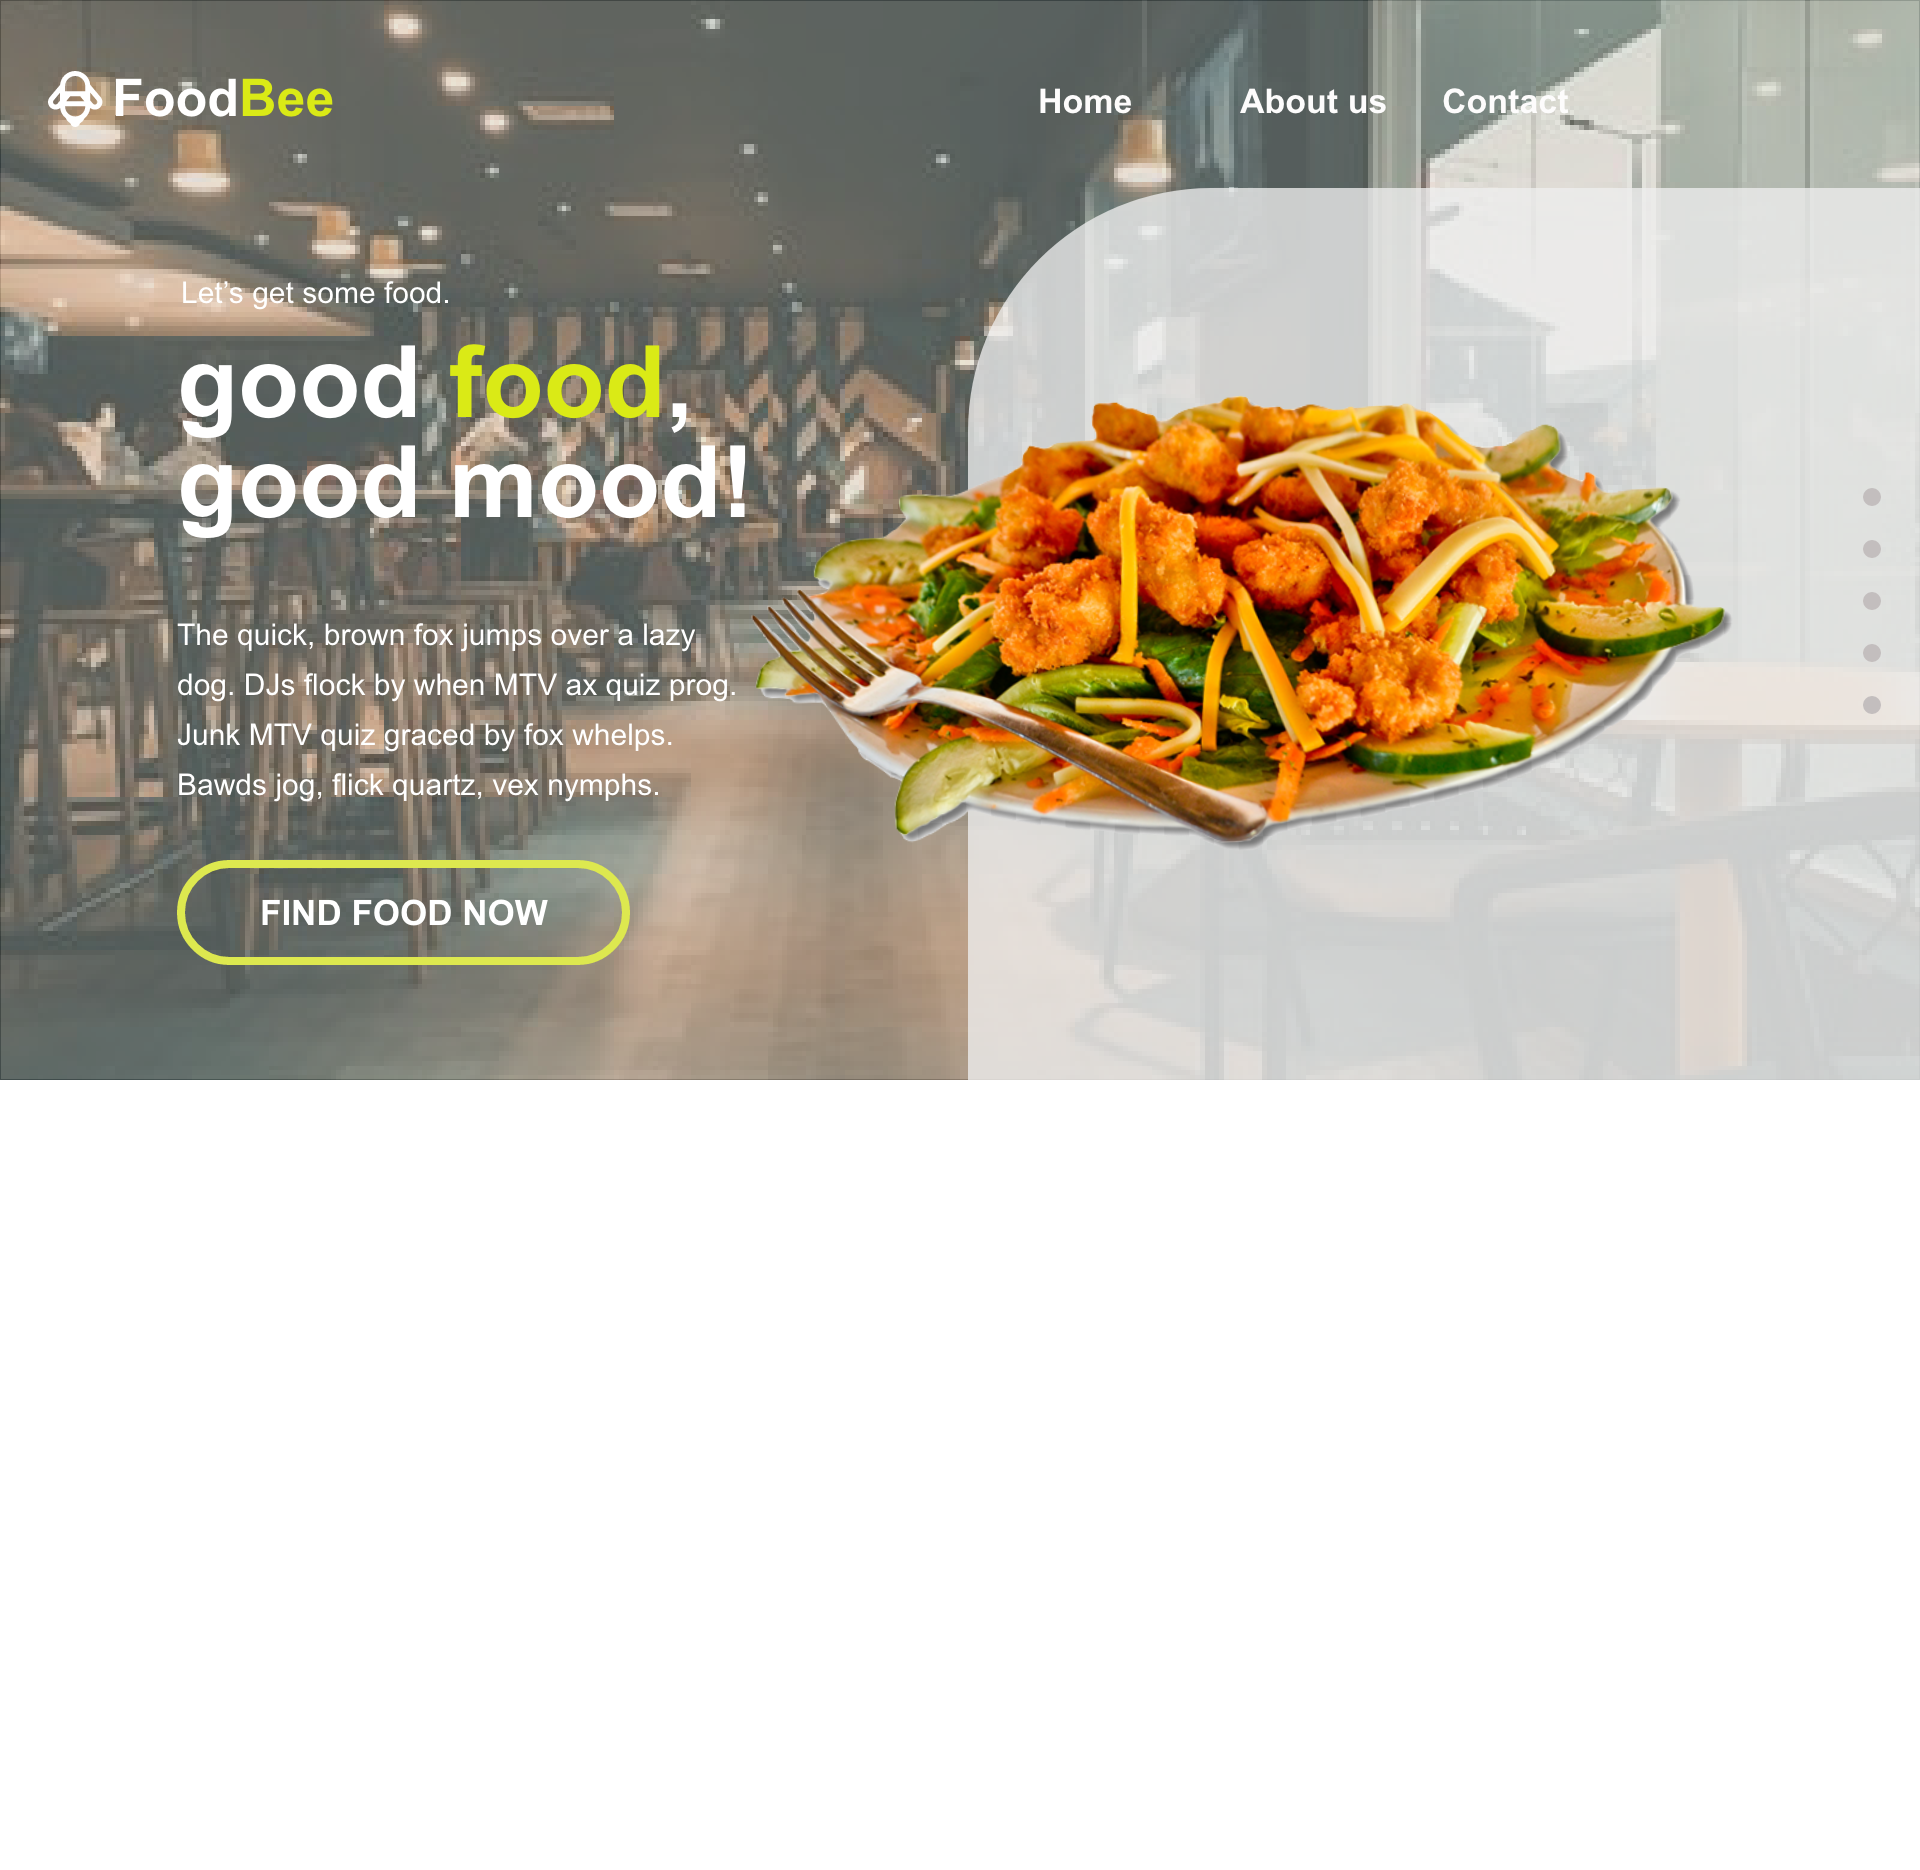 FoodBee
Home About us Contact
Let's get some food.
good food,
good mood!
The quick, brown fox jumps over a lazy
dog. DJs flock by when MTV ax quiz prog.
Junk MTV quiz graced by fox whelps.
Bawds jog, flick quartz, vex nymphs.
FIND FOOD NOW